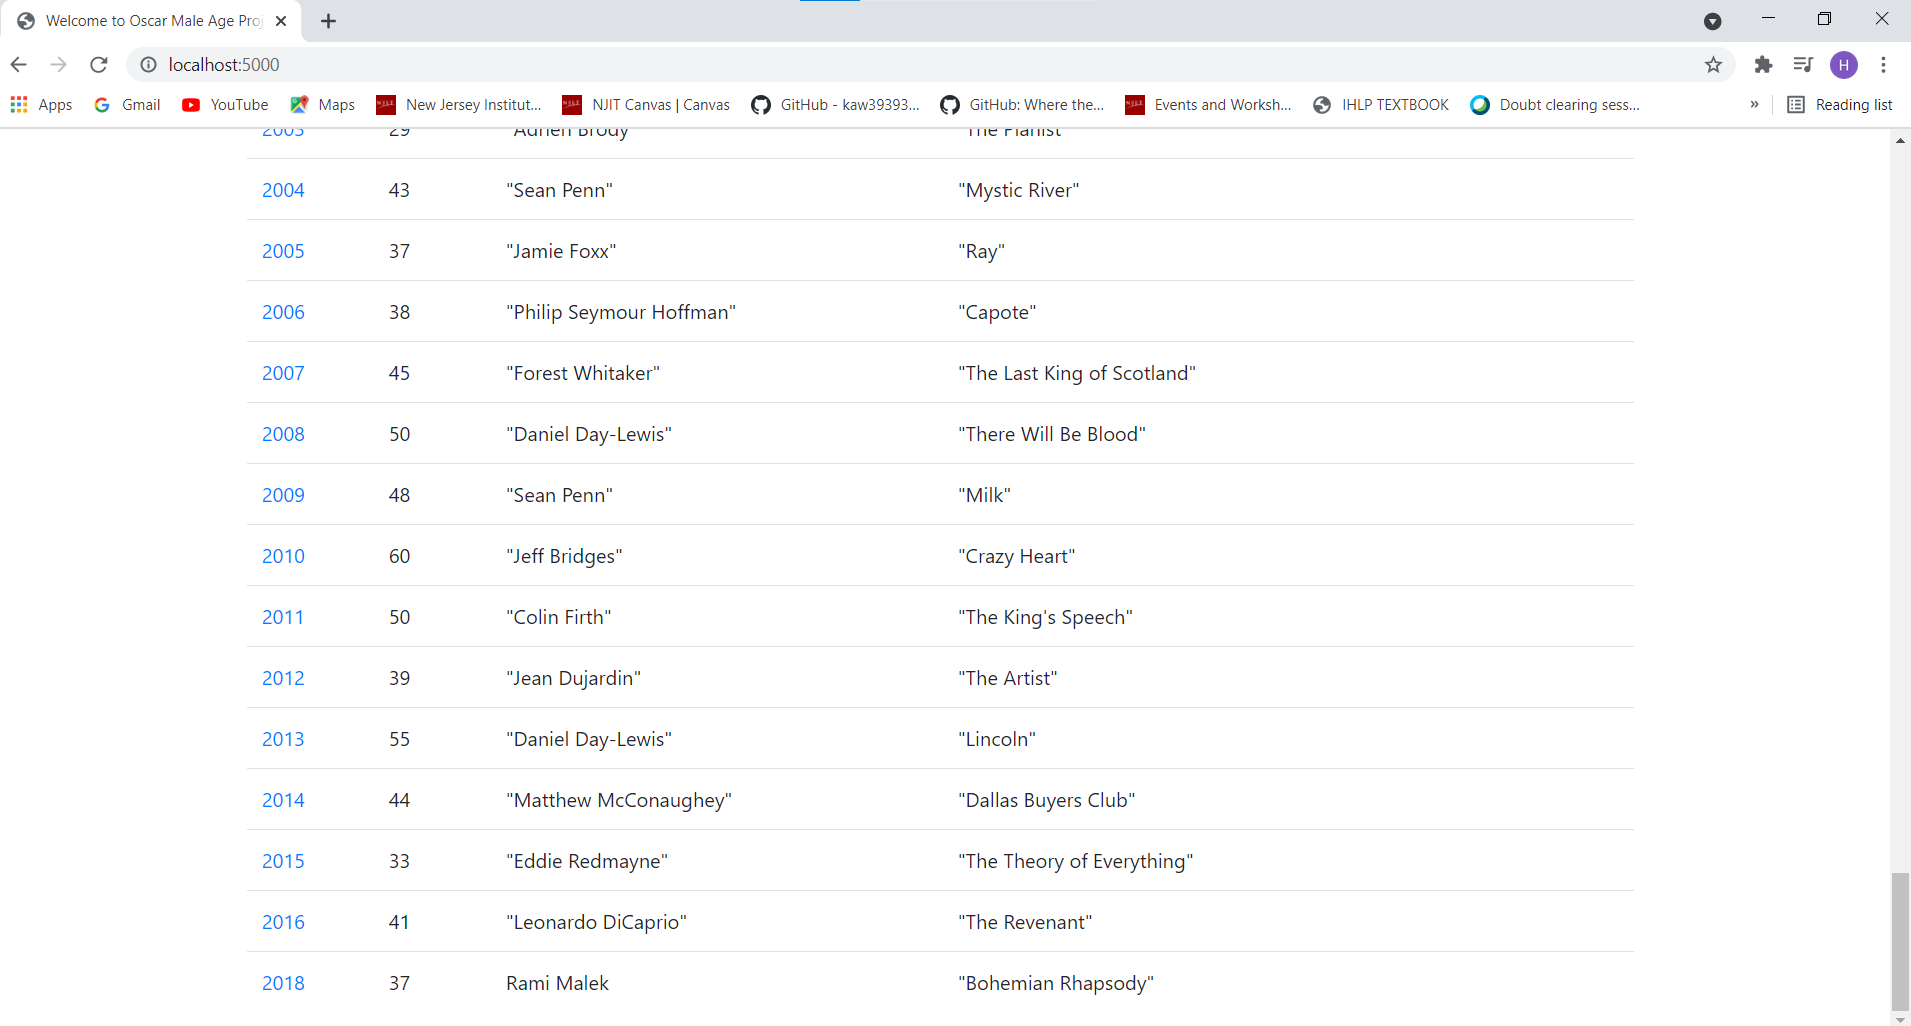 Welcome to Oscar Male Age Proj
localhost:5000
H
Apps Gmail YouTube Maps New Jersey Institut... NJIT Canvas | Canvas GitHub - kaw39393... GitHub: Where the... Events and Worksh... IHLP TEXTBOOK Doubt clearing sess... » Reading list
2003 29 "Adrien Brody" "The Pianist"
2004 43 "Sean Penn" "Mystic River"
2005 37 "Jamie Foxx" "Ray"
2006 38 "Philip Seymour Hoffman" "Capote"
2007 45 "Forest Whitaker" "The Last King of Scotland"
2008 50 "Daniel Day-Lewis" "There Will Be Blood"
2009 48 "Sean Penn" "Milk"
2010 60 "Jeff Bridges" "Crazy Heart"
2011 50 "Colin Firth" "The King's Speech"
2012 39 "Jean Dujardin" "The Artist"
2013 55 "Daniel Day-Lewis" "Lincoln"
2014 44 "Matthew McConaughey" "Dallas Buyers Club"
2015 33 "Eddie Redmayne" "The Theory of Everything"
2016 41 "Leonardo DiCaprio" "The Revenant"
2018 37 Rami Malek "Bohemian Rhapsody"